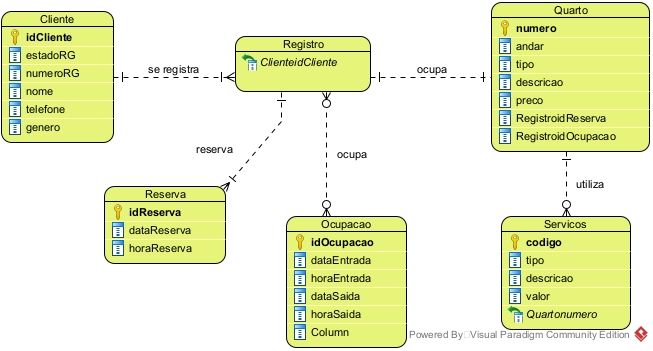 Cliente
idCliente
estadoRG
numeroRG
nome
telefone
genero
se registra
Registro
ClienteidCliente
ocupa
Quarto
numero
andar
tipo
descricao
preco
RegistroidReserva
RegistroidOcupacao
reserva
ocupa
utiliza
Reserva
idReserva
dataReserva
horaReserva
Ocupacao
idOcupacao
dataEntrada
horaEntrada
dataSaida
horaSaida
Column
Servicos
codigo
tipo
descricao
valor
Quartonumero
Powered By Visual Paradigm Community Edition